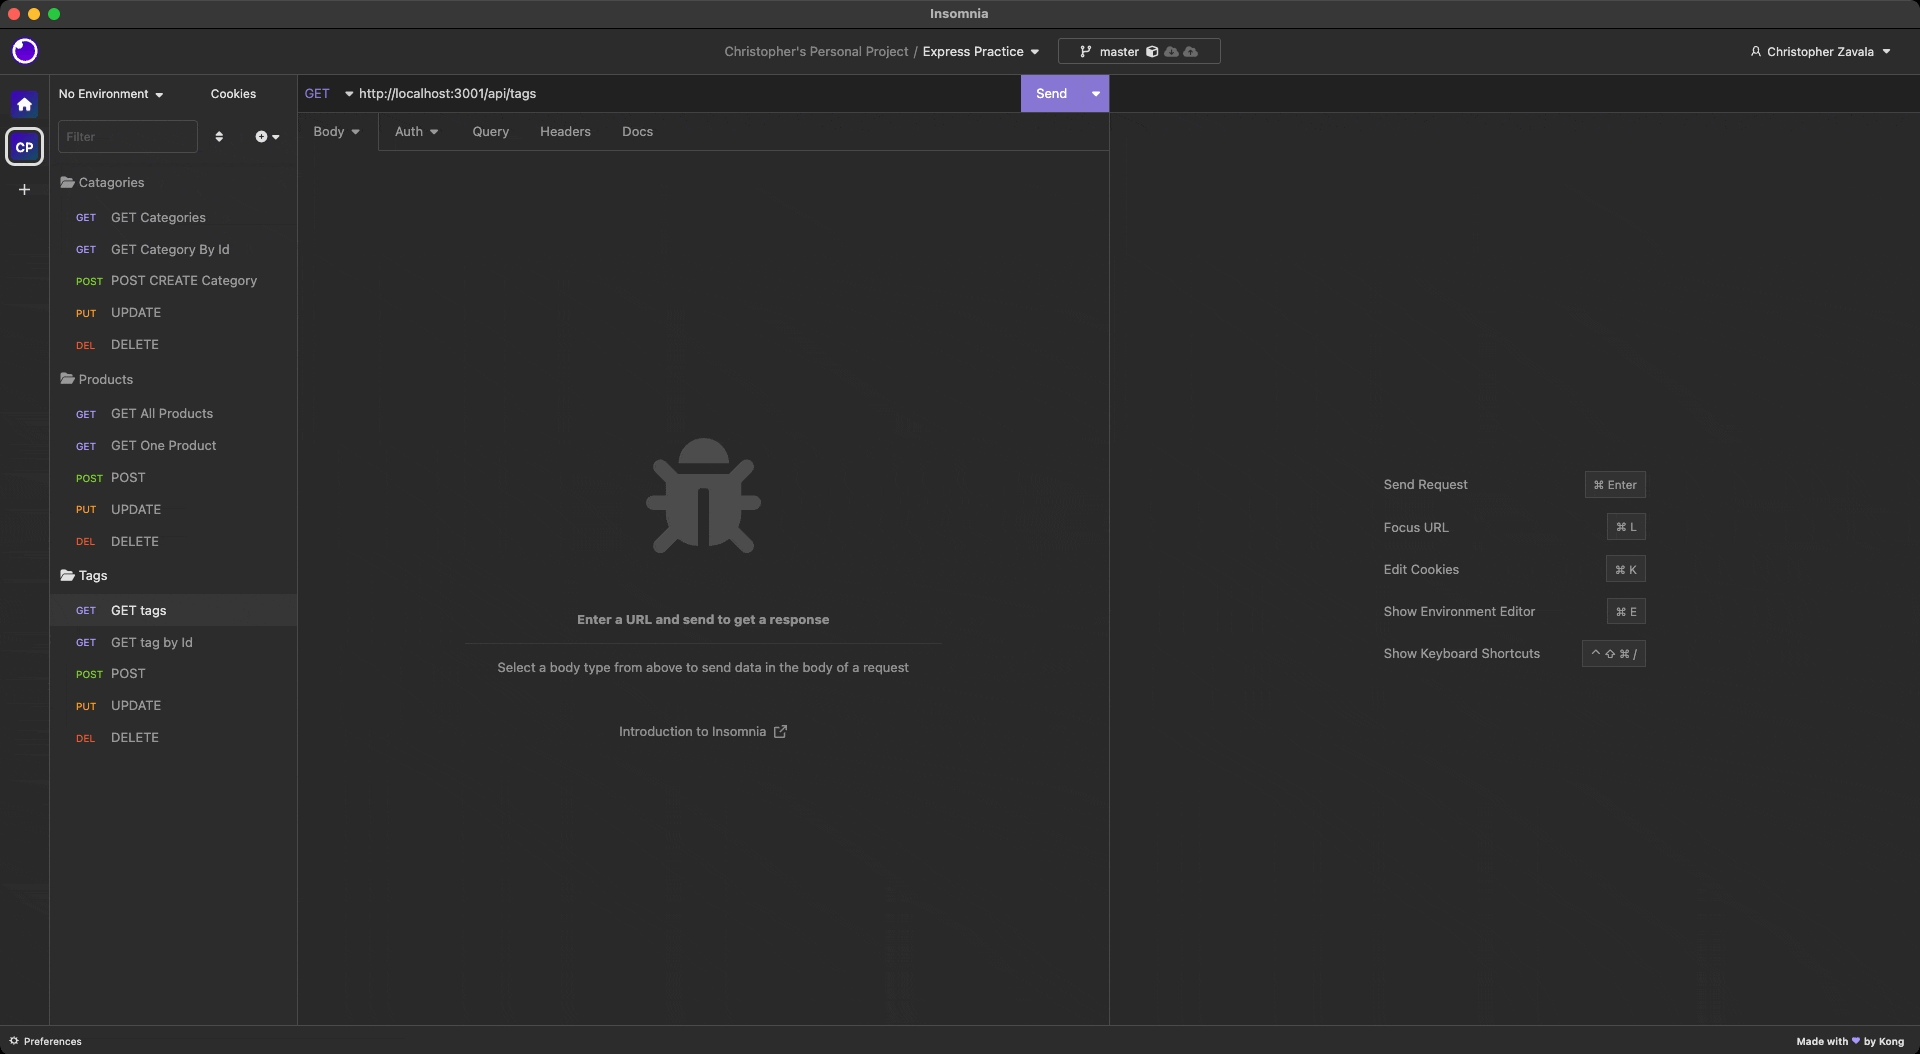 Insomnia
Christopher's Personal Project / Express Practice
master
Christopher Zavala
No Environment
Cookies
GET http://localhost:3001/api/tags
Send
CP
Filter
Body
Auth
Query
Headers
Docs
Catagories
GET GET Categories
GET GET Category By Id
POST POST CREATE Category
PUT UPDATE
DEL DELETE
Products
GET GET All Products
GET GET One Product
POST POST
PUT UPDATE
DEL DELETE
Tags
GET GET tags
GET GET tag by Id
POST POST
PUT UPDATE
DEL DELETE
Enter a URL and send to get a response
Select a body type from above to send data in the body of a request
Introduction to Insomnia
Send Request ⌘ Enter
Focus URL ⌘ L
Edit Cookies ⌘ K
Show Environment Editor ⌘ E
Show Keyboard Shortcuts ⌃ ⇧ ⌘ /
Preferences
Made with 💜 by Kong